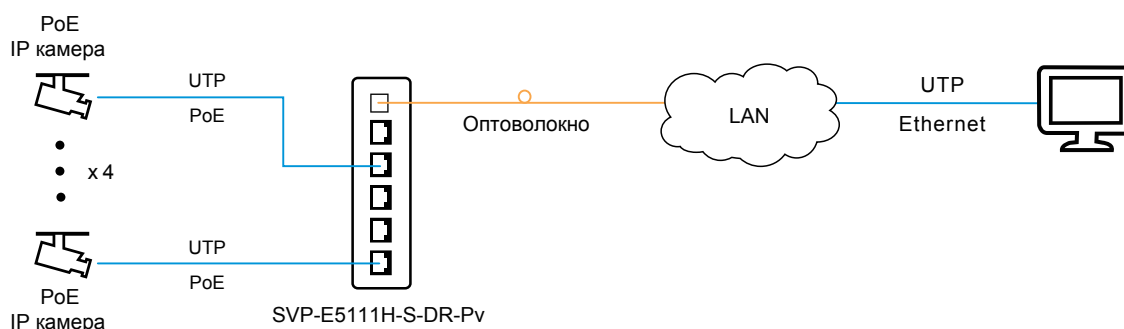 PoE
IP камера
UTP
PoE
x 4
UTP
PoE
PoE
IP камера
SVP-E5111H-S-DR-Pv
Оптоволокно
LAN
UTP
Ethernet